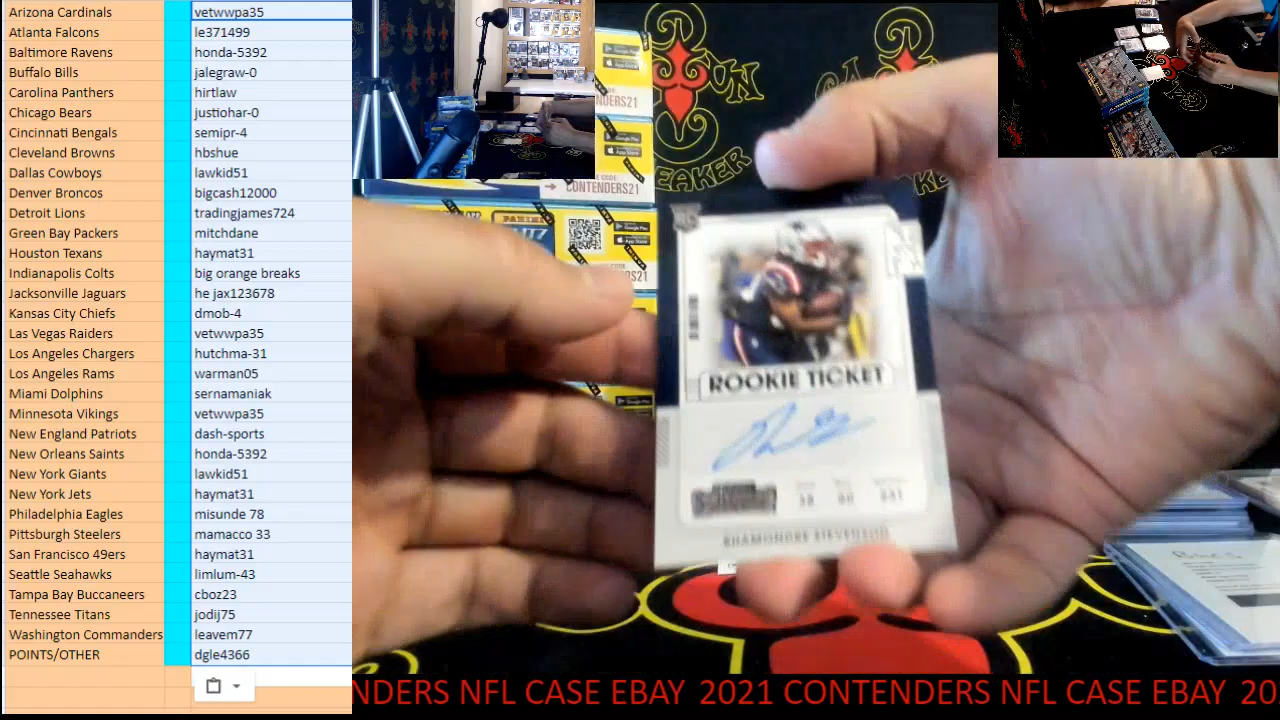 Arizona Cardinals vetwwpa35
Atlanta Falcons le371499
Baltimore Ravens honda-5392
Buffalo Bills jalegraw-0
Carolina Panthers hirtlaw
Chicago Bears justiohar-0
Cincinnati Bengals semipr-4
Cleveland Browns hbshue
Dallas Cowboys lawkid51
Denver Broncos bigcash12000
Detroit Lions tradingjames724
Green Bay Packers mitchdane
Houston Texans haymat31
Indianapolis Colts big orange breaks
Jacksonville Jaguars he jax123678
Kansas City Chiefs dmob-4
Las Vegas Raiders vetwwpa35
Los Angeles Chargers hutchma-31
Los Angeles Rams warman05
Miami Dolphins sernamaniak
Minnesota Vikings vetwwpa35
New England Patriots dash-sports
New Orleans Saints honda-5392
New York Giants lawkid51
New York Jets haymat31
Philadelphia Eagles misunde 78
Pittsburgh Steelers mamacco 33
San Francisco 49ers haymat31
Seattle Seahawks limlum-43
Tampa Bay Buccaneers cboz23
Tennessee Titans jodij75
Washington Commanders leavem77
POINTS/OTHER dgle4366
NDERS21
CONTENDERS21
PANINI
ROOKIE TICKET
RHAMONDRE STEVENSON
NDERS NFL CASE EBAY 2021 CONTENDERS NFL CASE EBAY 20